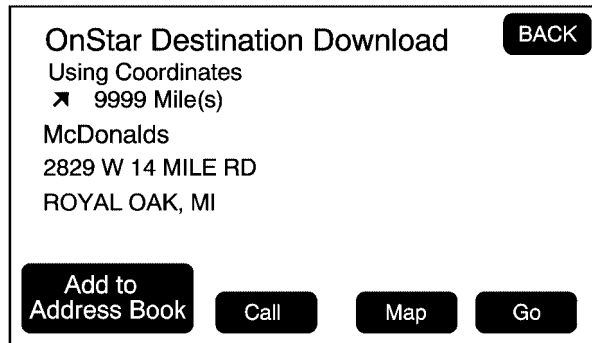 OnStar Destination Download
BACK
Using Coordinates
9999 Mile(s)
McDonalds
2829 W 14 MILE RD
ROYAL OAK, MI
Add to
Address Book
Call
Map
Go